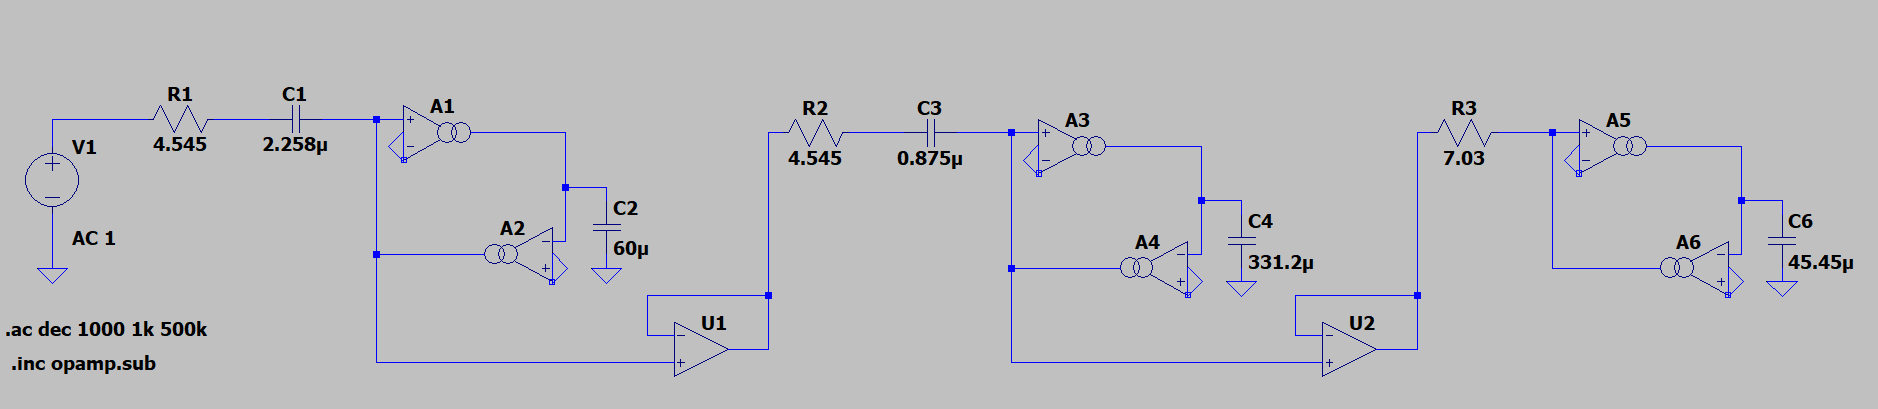 V1
AC 1
R1
4.545
C1
2.258µ
A1
A2
C2
60µ
U1
R2
4.545
C3
0.875µ
A3
A4
C4
331.2µ
U2
R3
7.03
A5
A6
C6
45.45µ
.ac dec 1000 1k 500k
.inc opamp.sub